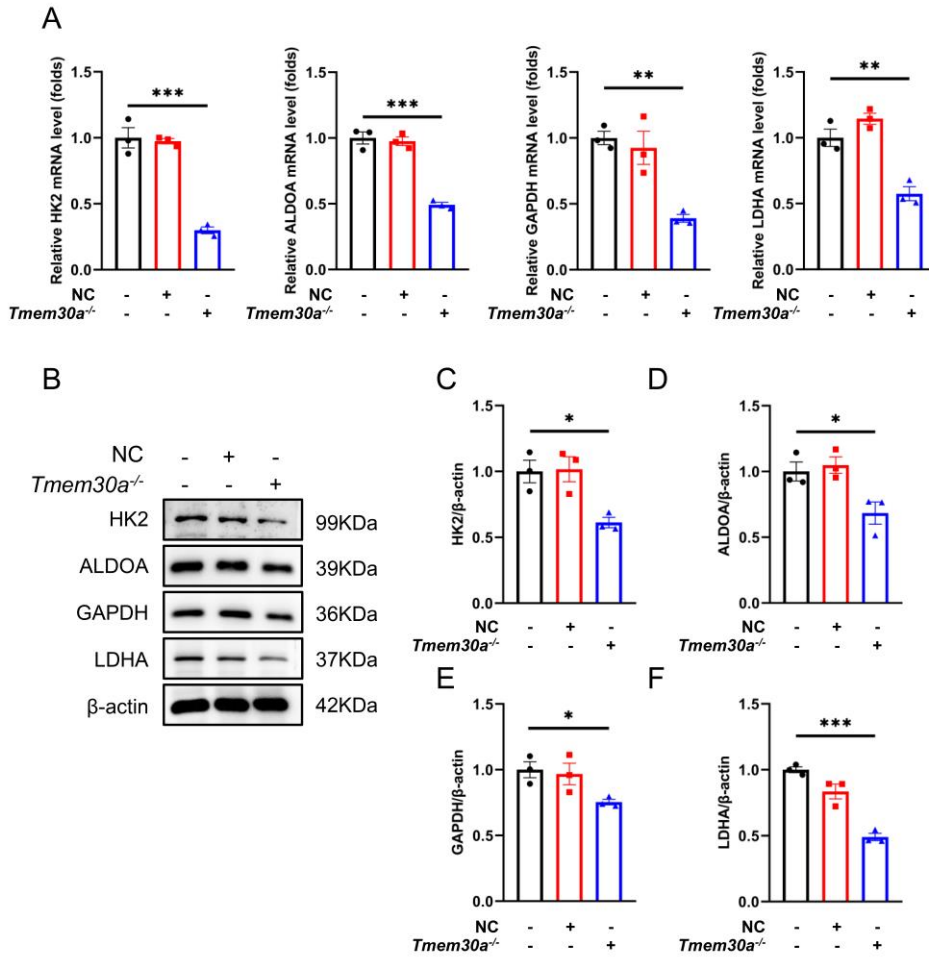 A
Relative HK2 mRNA level (folds)
1.5
1.0
0.5
0.0
***
Relative ALDOA mRNA level (folds)
1.5
1.0
0.5
0.0
***
Relative GAPDH mRNA level (folds)
1.5
1.0
0.5
0.0
**
Relative LDHA mRNA level (folds)
1.5
1.0
0.5
0.0
**
NC - + - NC - + - NC - + - NC - + -
Tmem30a-/- - - + Tmem30a-/- - - + Tmem30a-/- - - + Tmem30a-/- - - +
B
NC - + -
Tmem30a-/- - - +
HK2 99KDa
ALDOA 39KDa
GAPDH 36KDa
LDHA 37KDa
β-actin 42KDa
C
HK2/β-actin
1.5
1.0
0.5
0.0
*
NC - + -
Tmem30a-/- - - +
D
ALDOA/β-actin
1.5
1.0
0.5
0.0
*
NC - + -
Tmem30a-/- - - +
E
GAPDH/β-actin
1.5
1.0
0.5
0.0
*
NC - + -
Tmem30a-/- - - +
F
LDHA/β-actin
1.5
1.0
0.5
0.0
***
NC - + -
Tmem30a-/- - - +